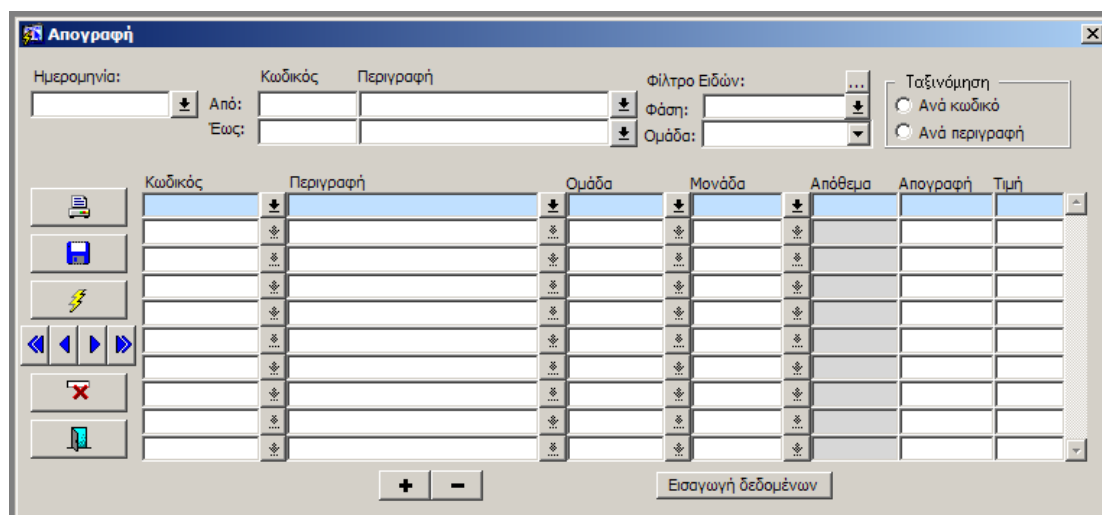 Απογραφή
Ημερομηνία: Κωδικός Περιγραφή Φίλτρο Ειδών: ... Ταξινόμηση
Από: Φάση: Ανά κωδικό
Έως: Ομάδα: Ανά περιγραφή
Κωδικός Περιγραφή Ομάδα Μονάδα Απόθεμα Απογραφή Τιμή
Εισαγωγή δεδομένων